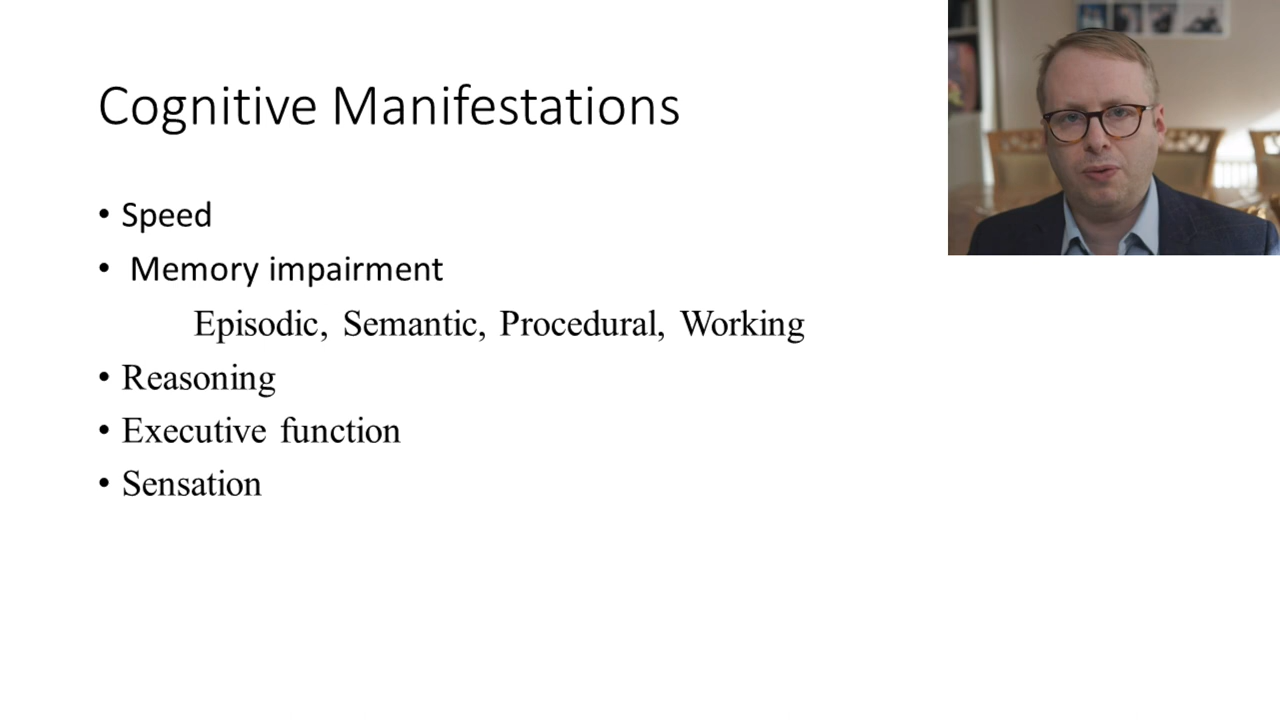 Cognitive Manifestations
• Speed
• Memory impairment
Episodic, Semantic, Procedural, Working
• Reasoning
• Executive function
• Sensation